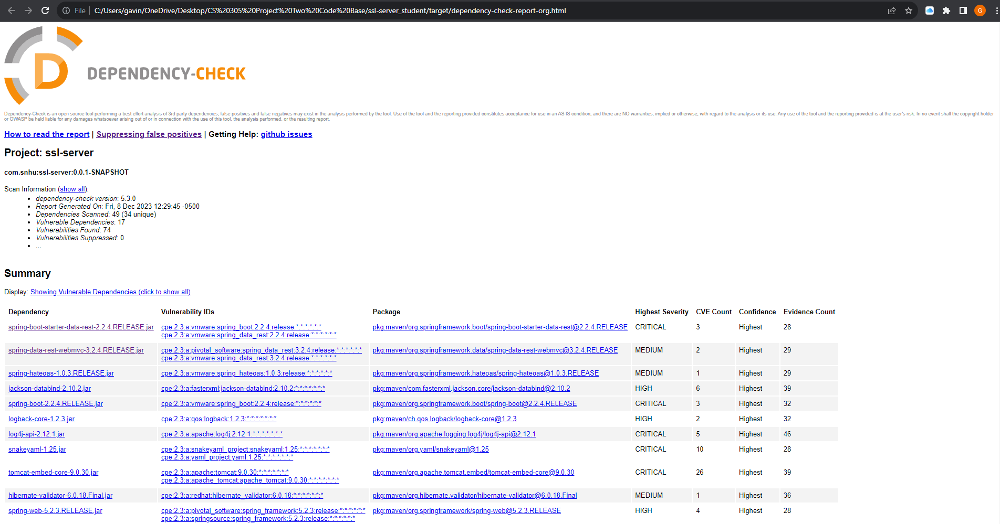 File | C:/Users/gavin/OneDrive/Desktop/CS%20305%20Project%20Two%20Code%20Base/ssl-server_student/target/dependency-check-report-org.html
G
D
DEPENDENCY-CHECK
Dependency-Check is an open source tool performing a best effort analysis of 3rd party dependencies; false positives and false negatives may exist in the analysis performed by the tool. Use of the tool and the reporting provided constitutes acceptance for use in an AS IS condition, and there are NO warranties, implied or otherwise, with regard to the analysis or its use. Any use of the tool and the reporting provided is at the user's risk. In no event shall the copyright holder
or OWASP be held liable for any damages whatsoever arising out of or in connection with the use of this tool, the analysis performed, or the resulting report.
How to read the report | Suppressing false positives | Getting Help: github issues
Project: ssl-server
com.snhu:ssl-server:0.0.1-SNAPSHOT
Scan Information (show all):
• dependency-check version: 5.3.0
• Report Generated On: Fri, 8 Dec 2023 12:29:45 -0500
• Dependencies Scanned: 49 (34 unique)
• Vulnerable Dependencies: 17
• Vulnerabilities Found: 74
• Vulnerabilities Suppressed: 0
• ...
Summary
Display: Showing Vulnerable Dependencies (click to show all)
Dependency Vulnerability IDs Package Highest Severity CVE Count Confidence Evidence Count
spring-boot-starter-data-rest-2.2.4.RELEASE.jar cpe:2.3:a:vmware:spring_boot:2.2.4:release:*:*:*:*:*:* pkg:maven/org.springframework.boot/spring-boot-starter-data-rest@2.2.4.RELEASE CRITICAL 3 Highest 28
cpe:2.3:a:vmware:spring_data_rest:2.2.4:release:*:*:*:*:*:*
spring-data-rest-webmvc-3.2.4.RELEASE.jar cpe:2.3:a:pivotal_software:spring_data_rest:3.2.4:release:*:*:*:*:*:* pkg:maven/org.springframework.data/spring-data-rest-webmvc@3.2.4.RELEASE MEDIUM 2 Highest 29
cpe:2.3:a:vmware:spring_data_rest:3.2.4:release:*:*:*:*:*:*
spring-hateoas-1.0.3.RELEASE.jar cpe:2.3:a:vmware:spring_hateoas:1.0.3:release:*:*:*:*:*:* pkg:maven/org.springframework.hateoas/spring-hateoas@1.0.3.RELEASE MEDIUM 1 Highest 29
jackson-databind-2.10.2.jar cpe:2.3:a:fasterxml:jackson-databind:2.10.2:*:*:*:*:*:*:* pkg:maven/com.fasterxml.jackson.core/jackson-databind@2.10.2 HIGH 6 Highest 39
spring-boot-2.2.4.RELEASE.jar cpe:2.3:a:vmware:spring_boot:2.2.4:release:*:*:*:*:*:* pkg:maven/org.springframework.boot/spring-boot@2.2.4.RELEASE CRITICAL 3 Highest 32
logback-core-1.2.3.jar cpe:2.3:a:qos:logback:1.2.3:*:*:*:*:*:*:* pkg:maven/ch.qos.logback/logback-core@1.2.3 HIGH 2 Highest 32
log4j-api-2.12.1.jar cpe:2.3:a:apache:log4j:2.12.1:*:*:*:*:*:*:* pkg:maven/org.apache.logging.log4j/log4j-api@2.12.1 CRITICAL 5 Highest 46
snakeyaml-1.25.jar cpe:2.3:a:snakeyaml_project:snakeyaml:1.25:*:*:*:*:*:*:* pkg:maven/org.yaml/snakeyaml@1.25 CRITICAL 10 Highest 28
cpe:2.3:a:yaml_project:yaml:1.25:*:*:*:*:*:*:*
tomcat-embed-core-9.0.30.jar cpe:2.3:a:apache:tomcat:9.0.30:*:*:*:*:*:*:* pkg:maven/org.apache.tomcat.embed/tomcat-embed-core@9.0.30 CRITICAL 26 Highest 39
cpe:2.3:a:apache_tomcat:apache_tomcat:9.0.30:*:*:*:*:*:*:*
hibernate-validator-6.0.18.Final.jar cpe:2.3:a:redhat:hibernate_validator:6.0.18:*:*:*:*:*:*:* pkg:maven/org.hibernate.validator/hibernate-validator@6.0.18.Final MEDIUM 1 Highest 36
spring-web-5.2.3.RELEASE.jar cpe:2.3:a:pivotal_software:spring_framework:5.2.3:release:*:*:*:*:*:* pkg:maven/org.springframework/spring-web@5.2.3.RELEASE HIGH 4 Highest 28
cpe:2.3:a:springsource:spring_framework:5.2.3:release:*:*:*:*:*:*